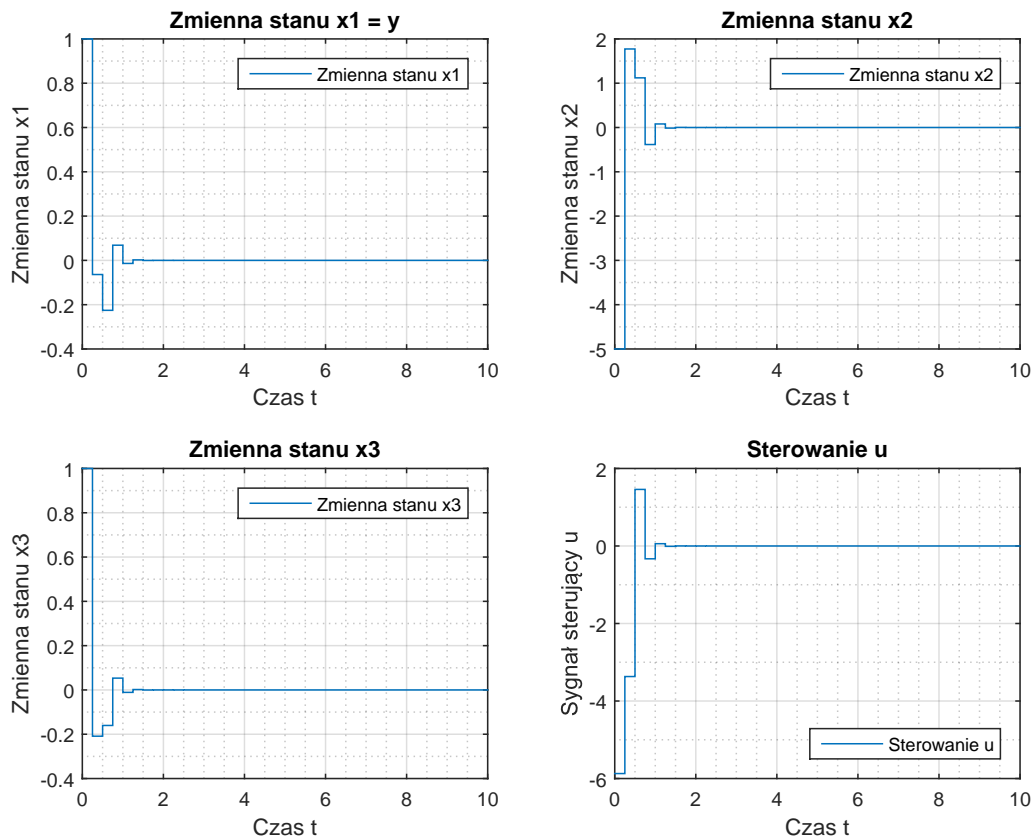 Zmienna stanu x1 = y
1
0.8
0.6
0.4
0.2
0
-0.2
-0.4
Zmienna stanu x1
Zmienna stanu x1
0 2 4 6 8 10
Czas t
Zmienna stanu x2
2
1
0
-1
-2
-3
-4
-5
Zmienna stanu x2
Zmienna stanu x2
0 2 4 6 8 10
Czas t
Zmienna stanu x3
1
0.8
0.6
0.4
0.2
0
-0.2
-0.4
Zmienna stanu x3
Zmienna stanu x3
0 2 4 6 8 10
Czas t
Sterowanie u
2
0
-2
-4
-6
Sygnał sterujący u
Sterowanie u
0 2 4 6 8 10
Czas t